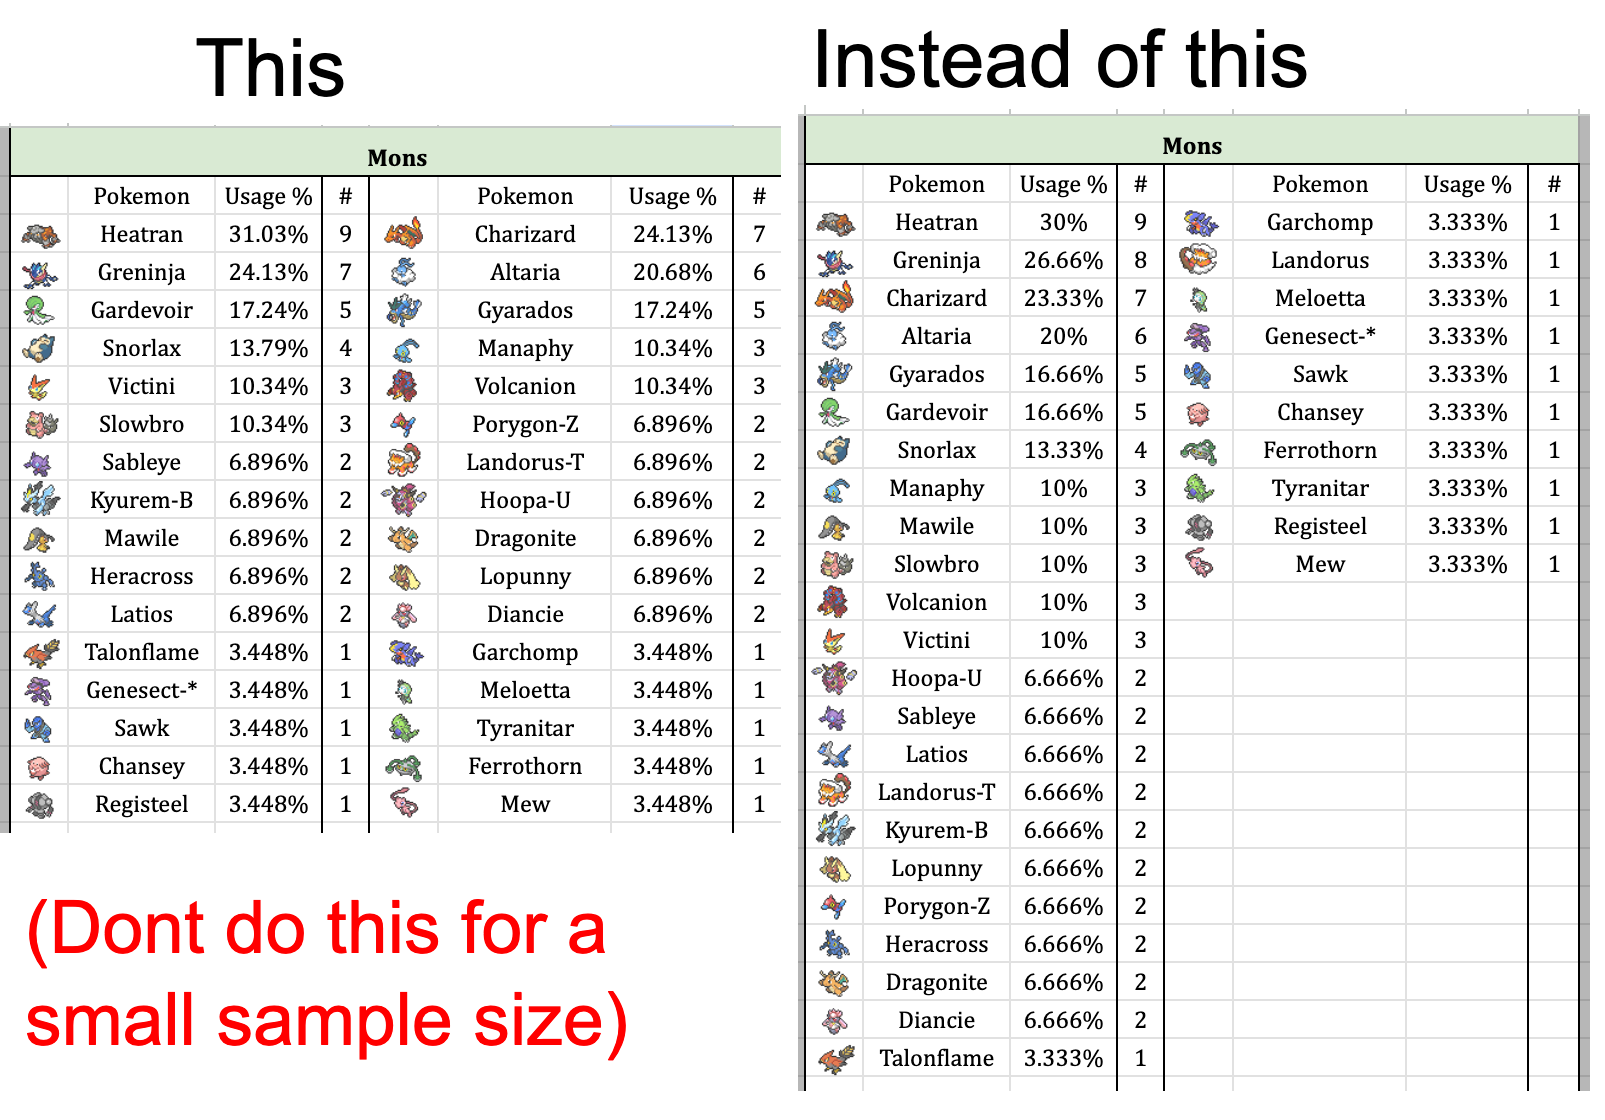 This
Mons
Pokemon Usage % # Pokemon Usage % #
Heatran 31.03% 9 Charizard 24.13% 7
Greninja 24.13% 7 Altaria 20.68% 6
Gardevoir 17.24% 5 Gyarados 17.24% 5
Snorlax 13.79% 4 Manaphy 10.34% 3
Victini 10.34% 3 Volcanion 10.34% 3
Slowbro 10.34% 3 Porygon-Z 6.896% 2
Sableye 6.896% 2 Landorus-T 6.896% 2
Kyurem-B 6.896% 2 Hoopa-U 6.896% 2
Mawile 6.896% 2 Dragonite 6.896% 2
Heracross 6.896% 2 Lopunny 6.896% 2
Latios 6.896% 2 Diancie 6.896% 2
Talonflame 3.448% 1 Garchomp 3.448% 1
Genesect-* 3.448% 1 Meloetta 3.448% 1
Sawk 3.448% 1 Tyranitar 3.448% 1
Chansey 3.448% 1 Ferrothorn 3.448% 1
Registeel 3.448% 1 Mew 3.448% 1
(Dont do this for a
small sample size)
Instead of this
Mons
Pokemon Usage % # Pokemon Usage % #
Heatran 30% 9 Garchomp 3.333% 1
Greninja 26.66% 8 Landorus 3.333% 1
Charizard 23.33% 7 Meloetta 3.333% 1
Altaria 20% 6 Genesect-* 3.333% 1
Gyarados 16.66% 5 Sawk 3.333% 1
Gardevoir 16.66% 5 Chansey 3.333% 1
Snorlax 13.33% 4 Ferrothorn 3.333% 1
Manaphy 10% 3 Tyranitar 3.333% 1
Mawile 10% 3 Registeel 3.333% 1
Slowbro 10% 3 Mew 3.333% 1
Volcanion 10% 3
Victini 10% 3
Hoopa-U 6.666% 2
Sableye 6.666% 2
Latios 6.666% 2
Landorus-T 6.666% 2
Kyurem-B 6.666% 2
Lopunny 6.666% 2
Porygon-Z 6.666% 2
Heracross 6.666% 2
Dragonite 6.666% 2
Diancie 6.666% 2
Talonflame 3.333% 1